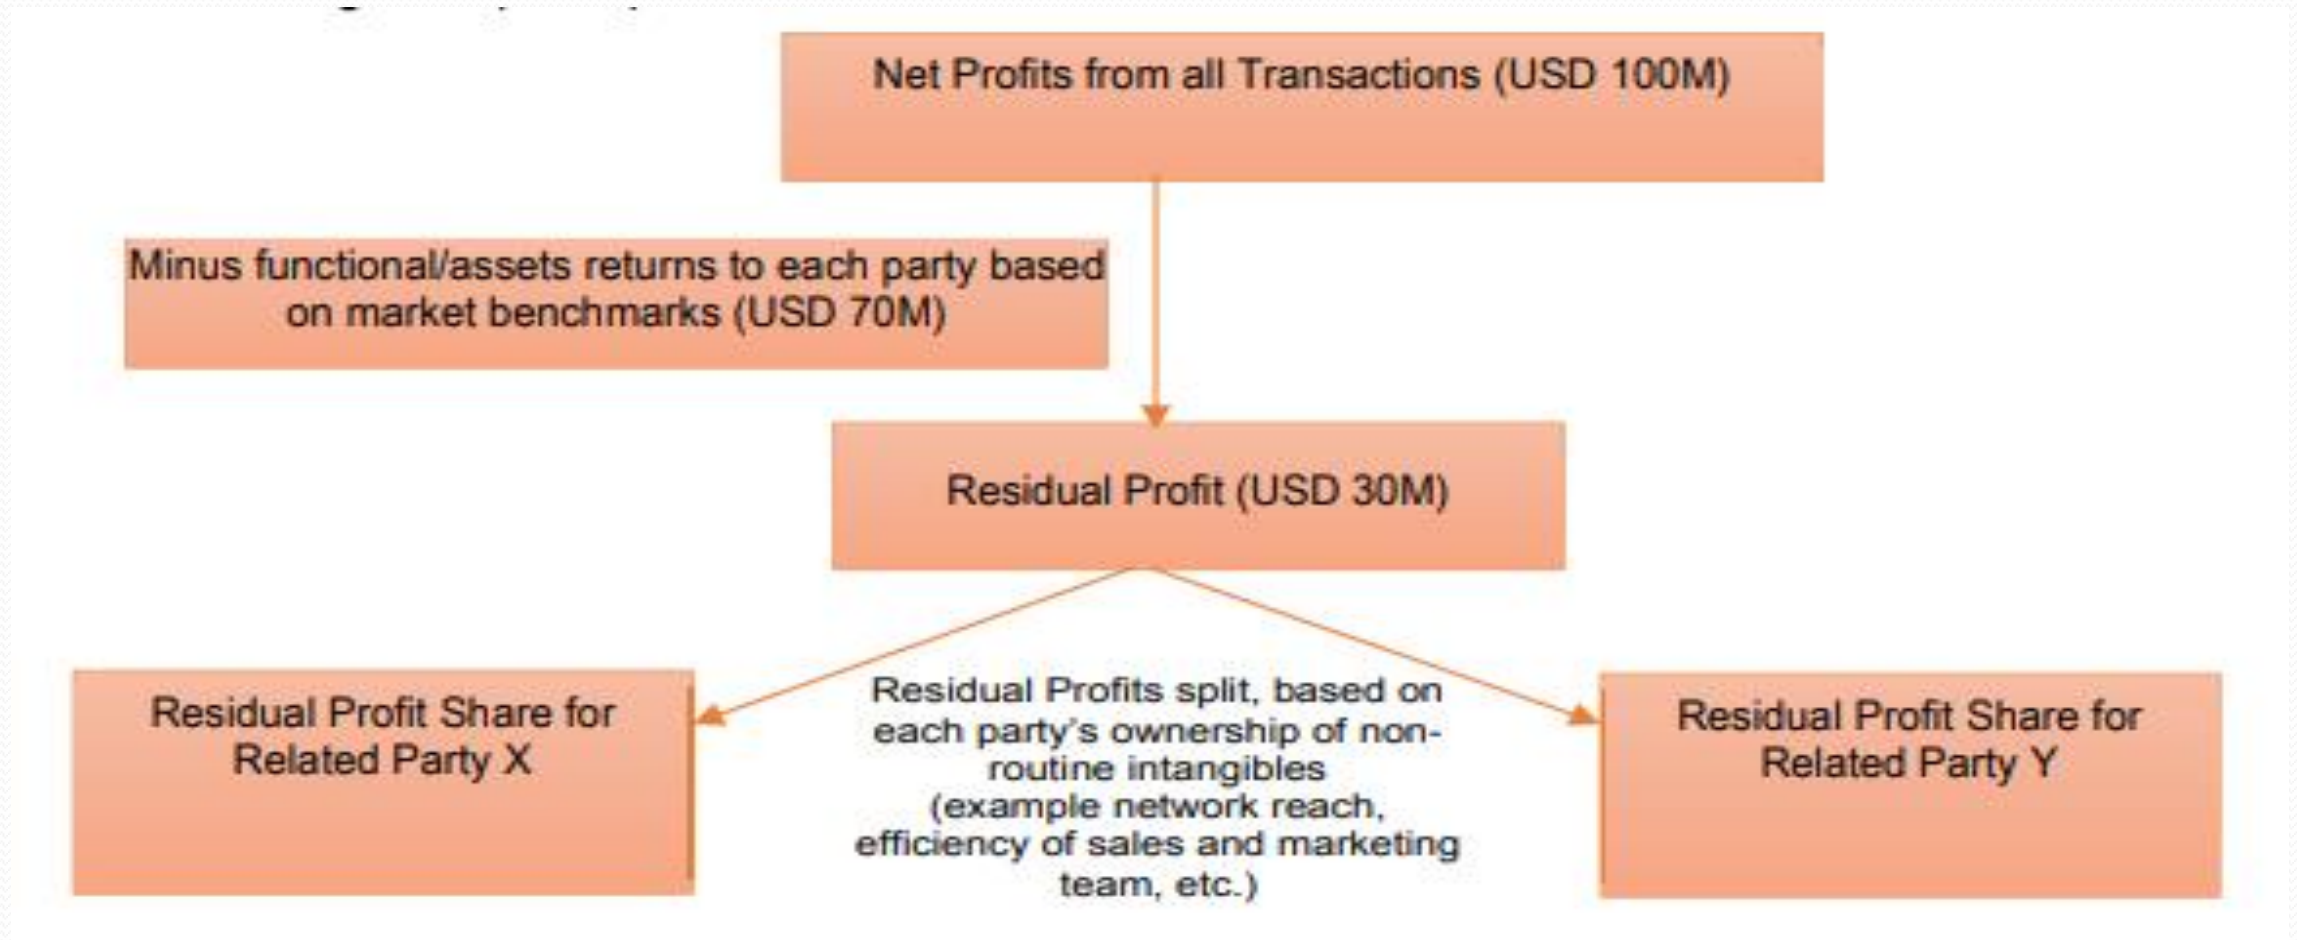 Net Profits from all Transactions (USD 100M)
Minus functional/assets returns to each party based
on market benchmarks (USD 70M)
Residual Profit (USD 30M)
Residual Profit Share for
Related Party X
Residual Profits split, based on
each party's ownership of non-
routine intangibles
(example network reach,
efficiency of sales and marketing
team, etc.)
Residual Profit Share for
Related Party Y